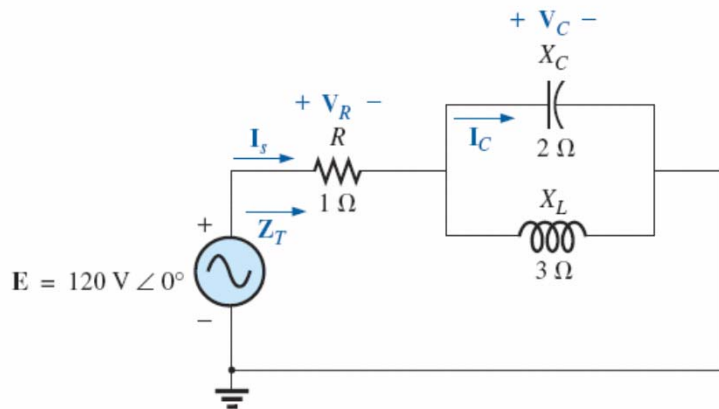 + V_C −
X_C
+ V_R −
I_s
R
I_C
2 Ω
1 Ω
Z_T
X_L
3 Ω
+
E = 120 V ∠ 0°
−